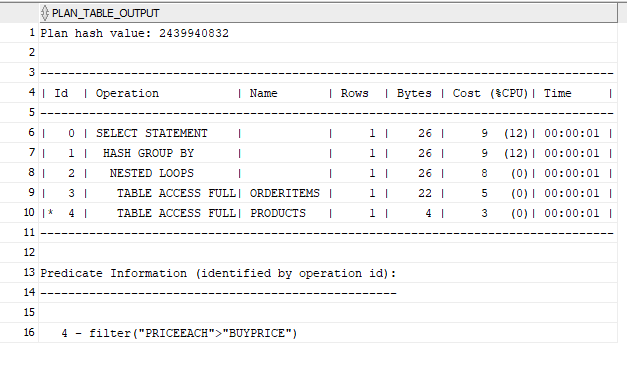 PLAN_TABLE_OUTPUT
1 Plan hash value: 2439940832
2
3 ----------------------------------------------------------------------------------
4 | Id  | Operation          | Name       | Rows  | Bytes | Cost (%CPU)| Time     |
5 ----------------------------------------------------------------------------------
6 |   0 | SELECT STATEMENT   |            |     1 |    26 |     9  (12)| 00:00:01 |
7 |   1 |  HASH GROUP BY     |            |     1 |    26 |     9  (12)| 00:00:01 |
8 |   2 |   NESTED LOOPS     |            |     1 |    26 |     8   (0)| 00:00:01 |
9 |   3 |    TABLE ACCESS FULL| ORDERITEMS |     1 |    22 |     5   (0)| 00:00:01 |
10 |*  4 |    TABLE ACCESS FULL| PRODUCTS   |     1 |     4 |     3   (0)| 00:00:01 |
11 ----------------------------------------------------------------------------------
12
13 Predicate Information (identified by operation id):
14 ---------------------------------------------------
15
16    4 - filter("PRICEEACH">"BUYPRICE")